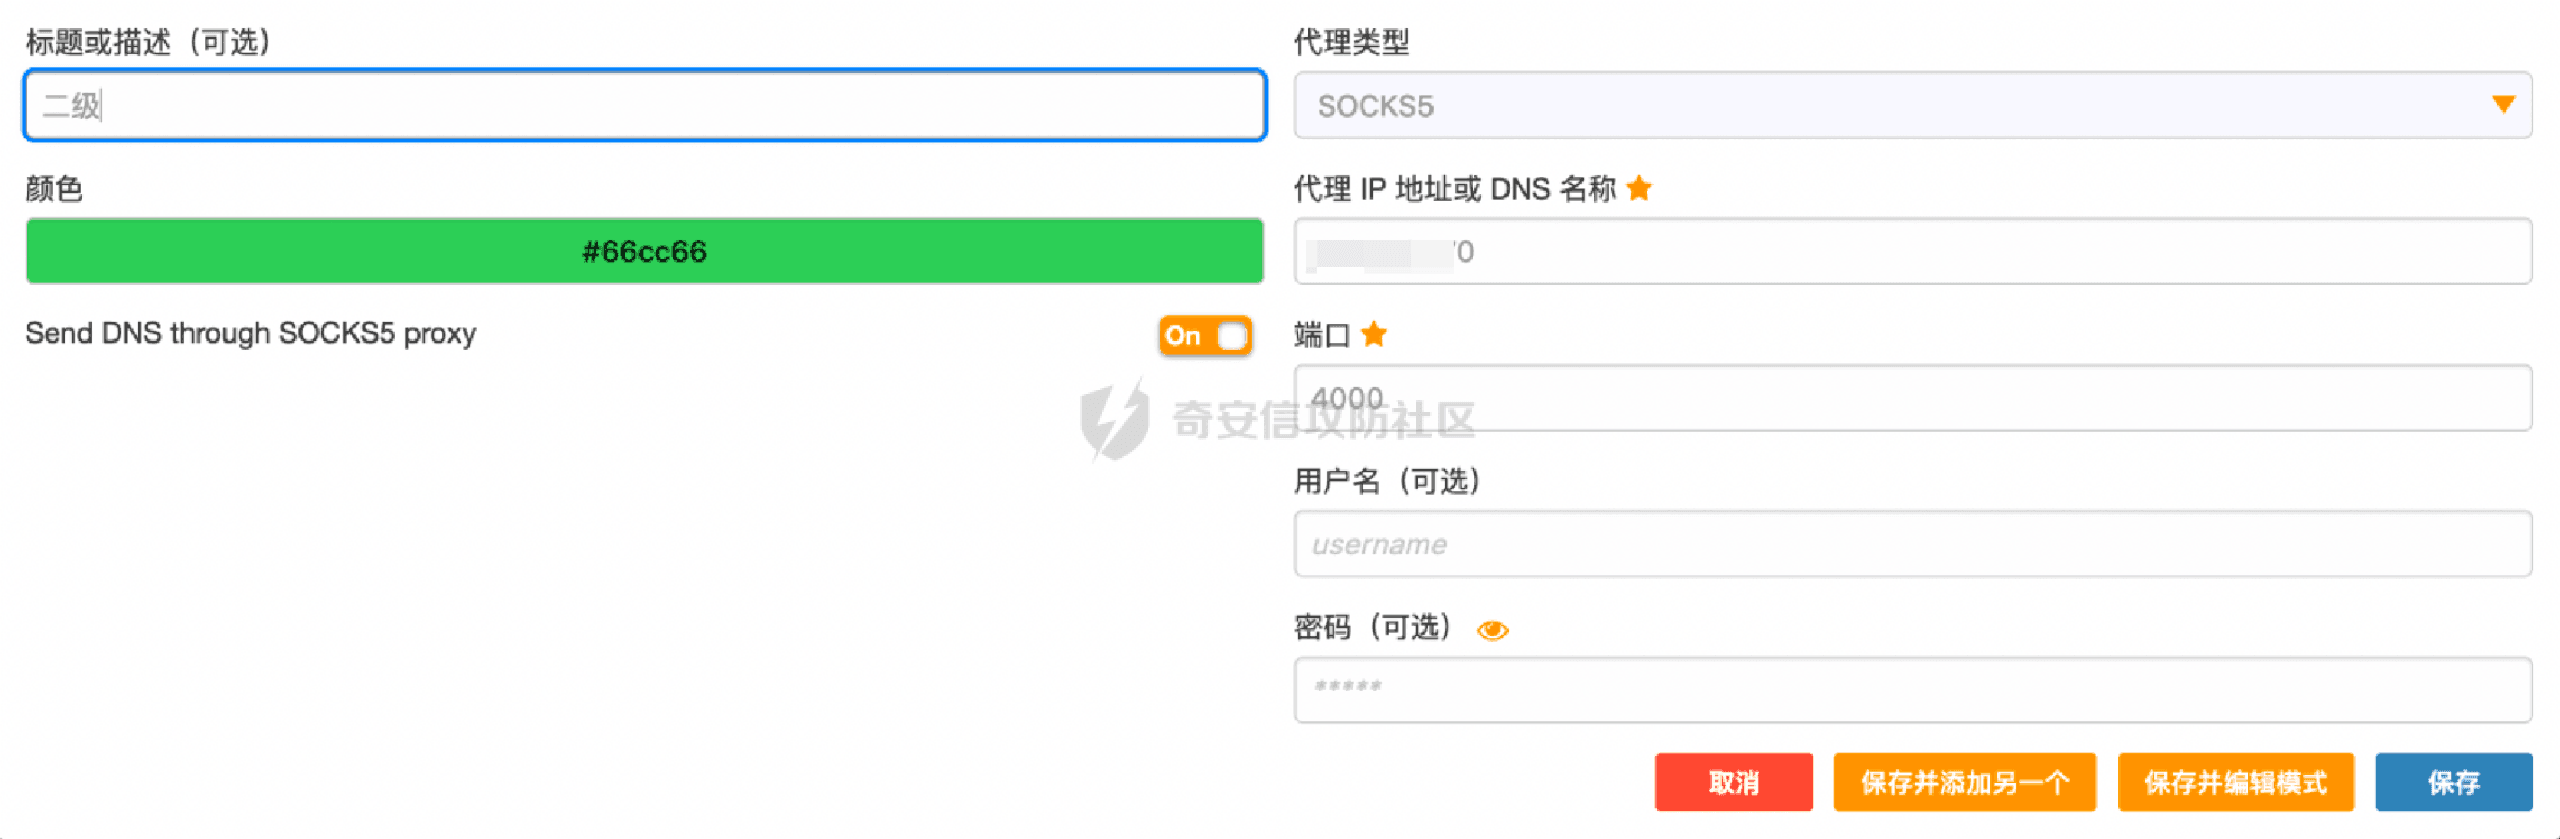 标题或描述（可选）
二级
颜色
#66cc66
Send DNS through SOCKS5 proxy
On
代理类型
SOCKS5
代理 IP 地址或 DNS 名称
0
端口
4000
奇安信攻防社区
用户名（可选）
username
密码（可选）
*****
取消
保存并添加另一个
保存并编辑模式
保存